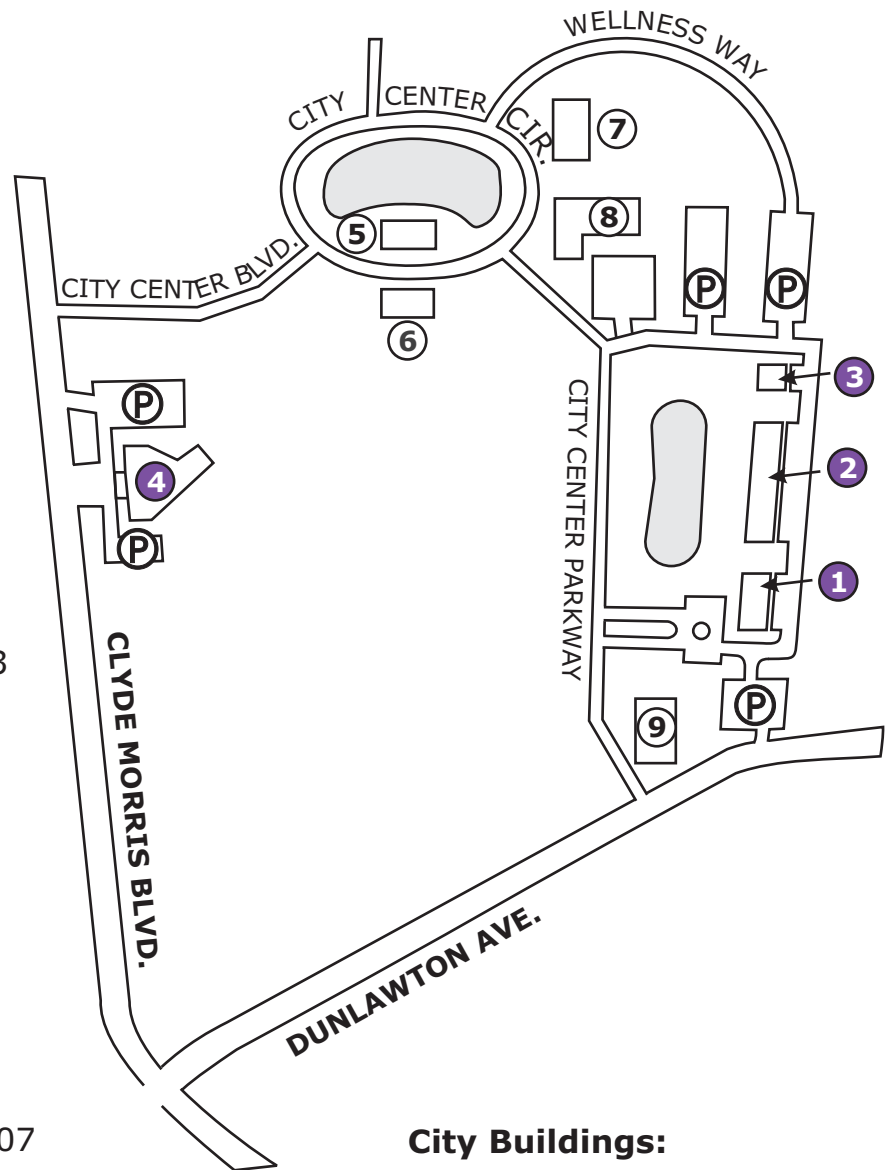 WELLNESS WAY
CITY CENTER CIR.
7
8
5
CITY CENTER BLVD.
6
P
P
3
P
4
2
CITY CENTER PARKWAY
P
1
3
CLYDE MORRIS BLVD.
9
P
DUNLAWTON AVE.
07
City Buildings: